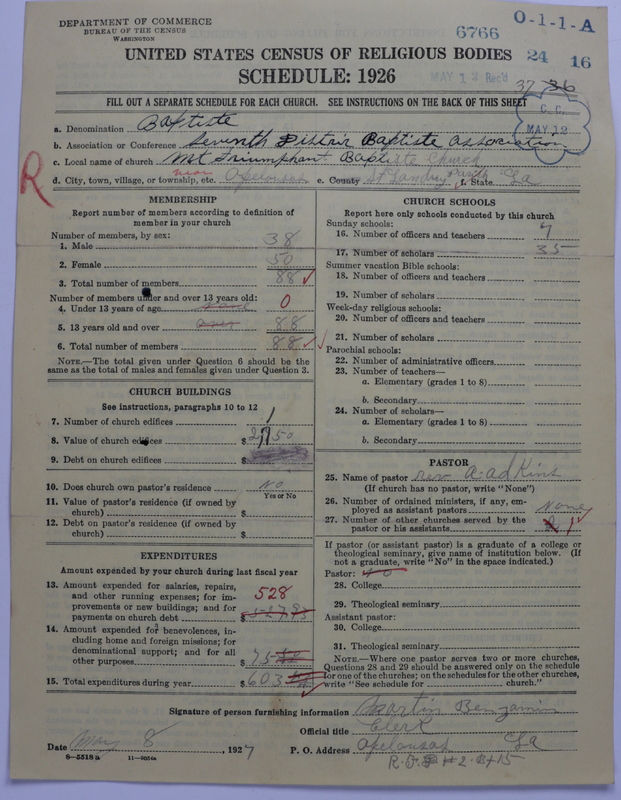 DEPARTMENT OF COMMERCE
BUREAU OF THE CENSUS
WASHINGTON
6766
0-1-1-A
24 16
UNITED STATES CENSUS OF RELIGIOUS BODIES
SCHEDULE: 1926
MAY 13 Rec'd
37-36
FILL OUT A SEPARATE SCHEDULE FOR EACH CHURCH. SEE INSTRUCTIONS ON THE BACK OF THIS SHEET
C. C.
MAY 12
a. Denomination Baptiste
b. Association or Conference Seventh Distric Baptiste Association
c. Local name of church Mt Triumphant Baptiste Church
d. City, town, village, or township, etc. near Opelousas e. County St Landry Parish f. State La
R
MEMBERSHIP
Report number of members according to definition of member in your church
Number of members, by sex:
1. Male 38
2. Female 50
3. Total number of members 88
Number of members under and over 13 years old:
4. Under 13 years of age none 0
5. 13 years old and over over 88
6. Total number of members 88
NOTE.—The total given under Question 6 should be the same as the total of males and females given under Question 3.
CHURCH BUILDINGS
See instructions, paragraphs 10 to 12
7. Number of church edifices 1
8. Value of church edifices $ 2750
9. Debt on church edifices $
10. Does church own pastor's residence No
Yes or No
11. Value of pastor's residence (if owned by church) $
12. Debt on pastor's residence (if owned by church) $
EXPENDITURES
Amount expended by your church during last fiscal year
13. Amount expended for salaries, repairs, and other running expenses; for improvements or new buildings; and for payments on church debt 528 $ 527.95
14. Amount expended for benevolences, including home and foreign missions; for denominational support; and for all other purposes $ 75
15. Total expenditures during year $ 603
CHURCH SCHOOLS
Report here only schools conducted by this church
Sunday schools:
16. Number of officers and teachers 7
17. Number of scholars 35
Summer vacation Bible schools:
18. Number of officers and teachers
19. Number of scholars
Week-day religious schools:
20. Number of officers and teachers
21. Number of scholars
Parochial schools:
22. Number of administrative officers
23. Number of teachers—
a. Elementary (grades 1 to 8)
b. Secondary
24. Number of scholars—
a. Elementary (grades 1 to 8)
b. Secondary
PASTOR
25. Name of pastor rev A. adkins
(If church has no pastor, write "None")
26. Number of ordained ministers, if any, employed as assistant pastors None
27. Number of other churches served by the pastor or his assistants 1
If pastor (or assistant pastor) is a graduate of a college or theological seminary, give name of institution below. (If not a graduate, write "No" in the space indicated.)
Pastor: no
28. College
29. Theological seminary
Assistant pastor:
30. College
31. Theological seminary
NOTE.—Where one pastor serves two or more churches, Questions 28 and 29 should be answered only on the schedule for one of the churches; on the schedules for the other churches, write "See schedule for church."
Signature of person furnishing information Martin Benjamin
Official title Clerk
Date May 8, 1927 P. O. Address Opelousas La
8-5518a 11-9624a
R. F. D. #2. B+15